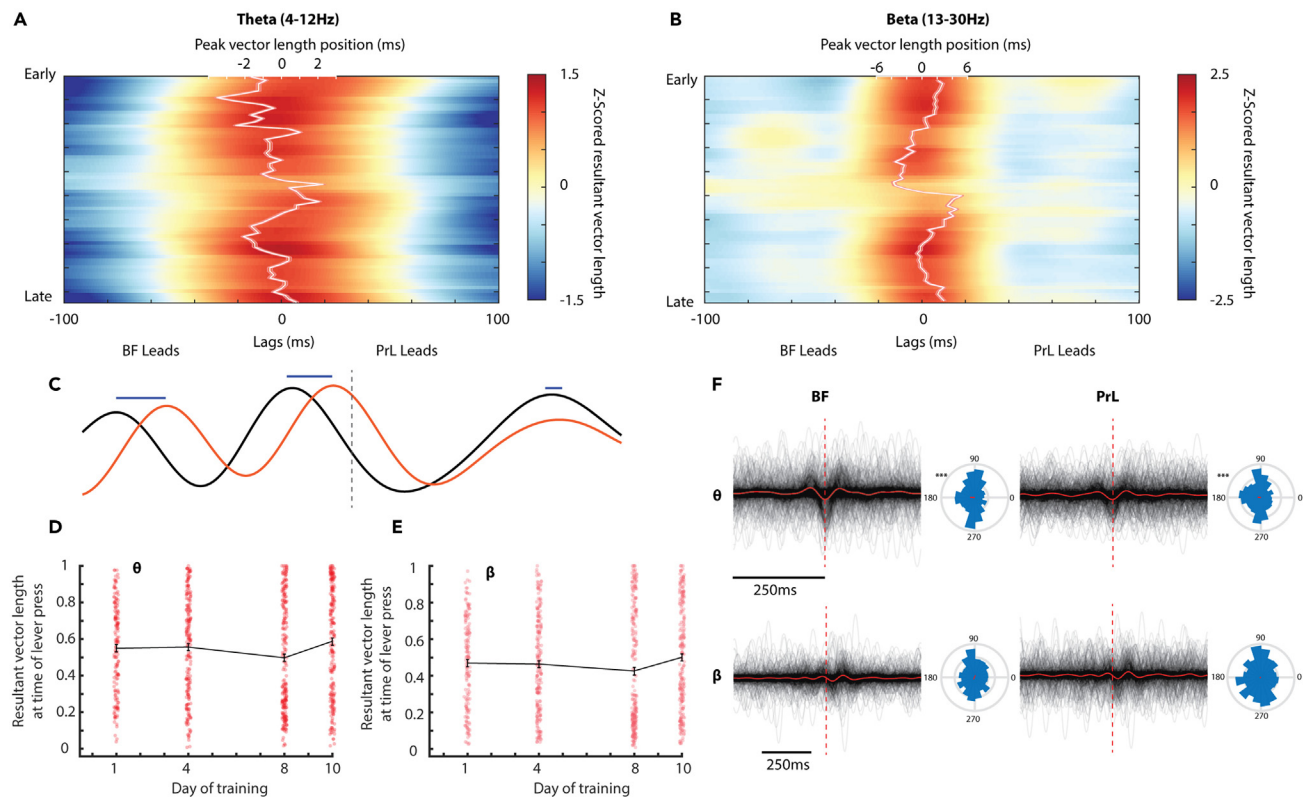 A
Theta (4-12Hz)
Peak vector length position (ms)
-2 0 2
Early
Late
-100 0 100
Lags (ms)
BF Leads
PrL Leads
1.5
0
-1.5
Z-Scored resultant vector length
B
Beta (13-30Hz)
Peak vector length position (ms)
-6 0 6
Early
Late
-100 0 100
Lags (ms)
BF Leads
PrL Leads
2.5
0
-2.5
Z-Scored resultant vector length
C
D
θ
Resultant vector length
at time of lever press
1
0.8
0.6
0.4
0.2
0
1 4 8 10
Day of training
E
β
Resultant vector length
at time of lever press
1
0.8
0.6
0.4
0.2
0
1 4 8 10
Day of training
F
BF
PrL
θ
***
90
180
0
270
***
90
180
0
270
250ms
β
90
180
0
270
90
180
0
270
250ms